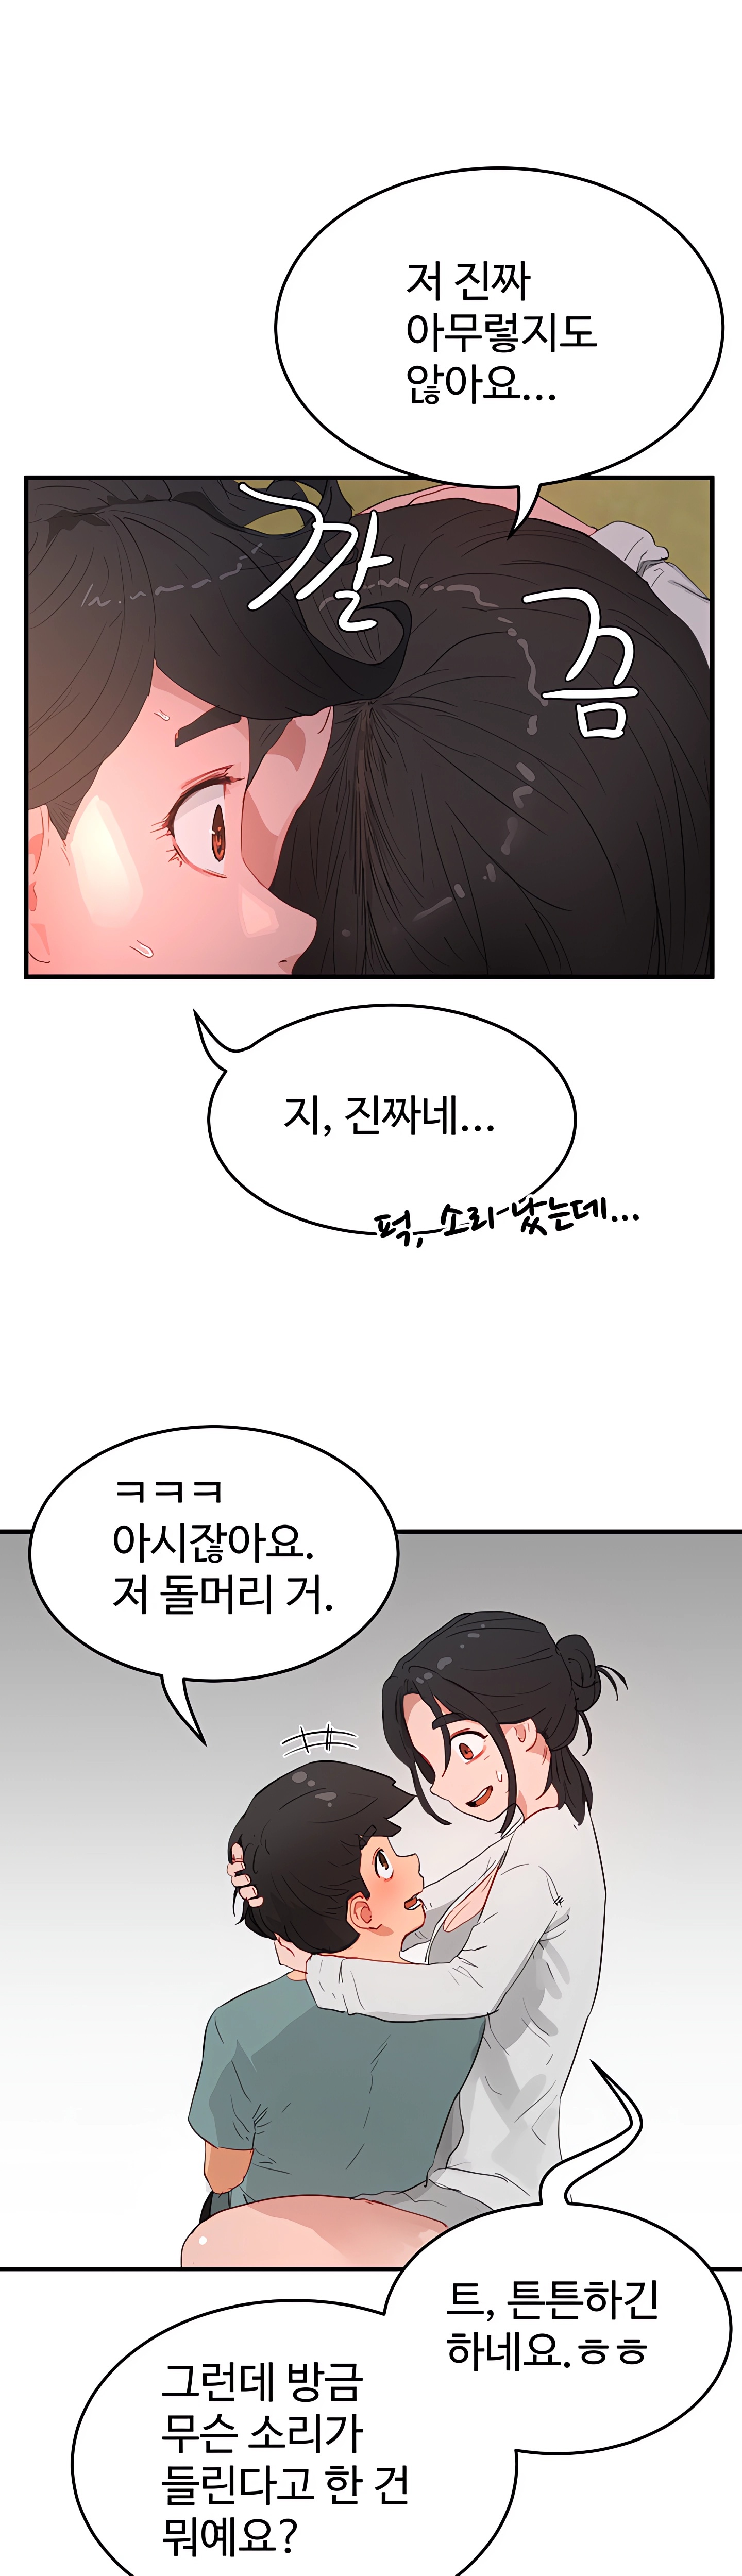 저 진짜
아무렇지도
않아요...
깔
끔
지, 진짜네...
퍽, 소리 났는데...
ㅋㅋㅋ
아시잖아요.
저 돌머리 거.
트, 튼튼하긴
하네요.ㅎㅎ
그런데 방금
무슨 소리가
들린다고 한 건
뭐예요?